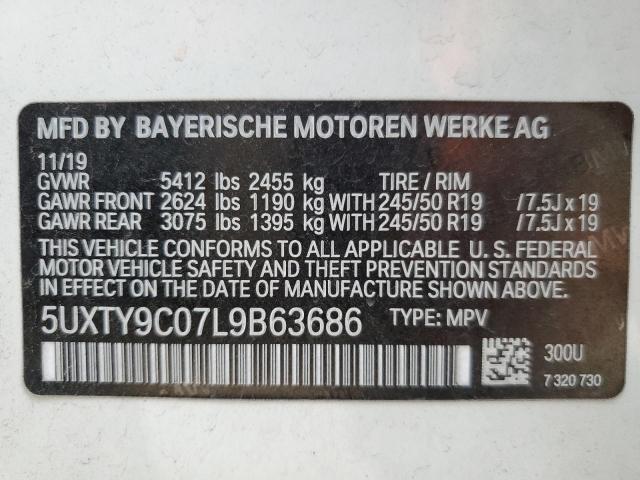 MFD BY BAYERISCHE MOTOREN WERKE AG
11/19
GVWR 5412 lbs 2455 kg TIRE / RIM
GAWR FRONT 2624 lbs 1190 kg WITH 245/50 R19 /7.5J x 19
GAWR REAR 3075 lbs 1395 kg WITH 245/50 R19 /7.5J x 19
THIS VEHICLE CONFORMS TO ALL APPLICABLE U. S. FEDERAL
MOTOR VEHICLE SAFETY AND THEFT PREVENTION STANDARDS
IN EFFECT ON THE DATE OF MANUFACTURE SHOWN ABOVE.
5UXTY9C07L9B63686 TYPE: MPV
300U
7 320 730